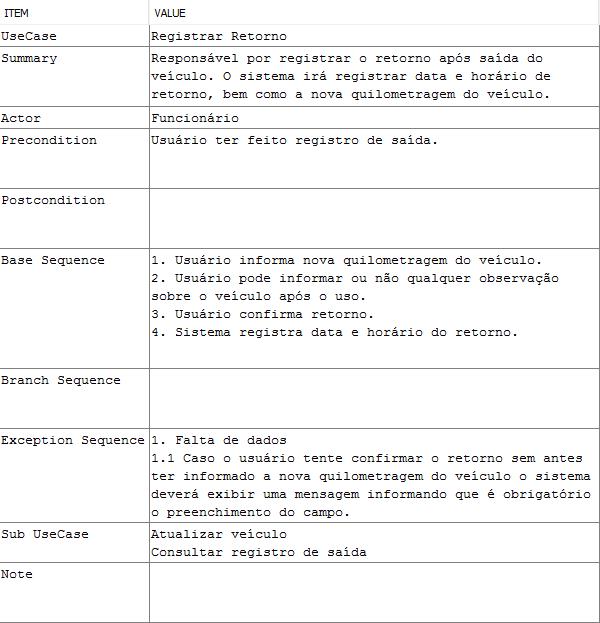 ITEM VALUE
UseCase Registrar Retorno
Summary Responsável por registrar o retorno após saída do
veículo. O sistema irá registrar data e horário de
retorno, bem como a nova quilometragem do veículo.
Actor Funcionário
Precondition Usuário ter feito registro de saída.
Postcondition
Base Sequence 1. Usuário informa nova quilometragem do veículo.
2. Usuário pode informar ou não qualquer observação
sobre o veículo após o uso.
3. Usuário confirma retorno.
4. Sistema registra data e horário do retorno.
Branch Sequence
Exception Sequence 1. Falta de dados
1.1 Caso o usuário tente confirmar o retorno sem antes
ter informado a nova quilometragem do veículo o sistema
deverá exibir uma mensagem informando que é obrigatório
o preenchimento do campo.
Sub UseCase Atualizar veículo
Consultar registro de saída
Note